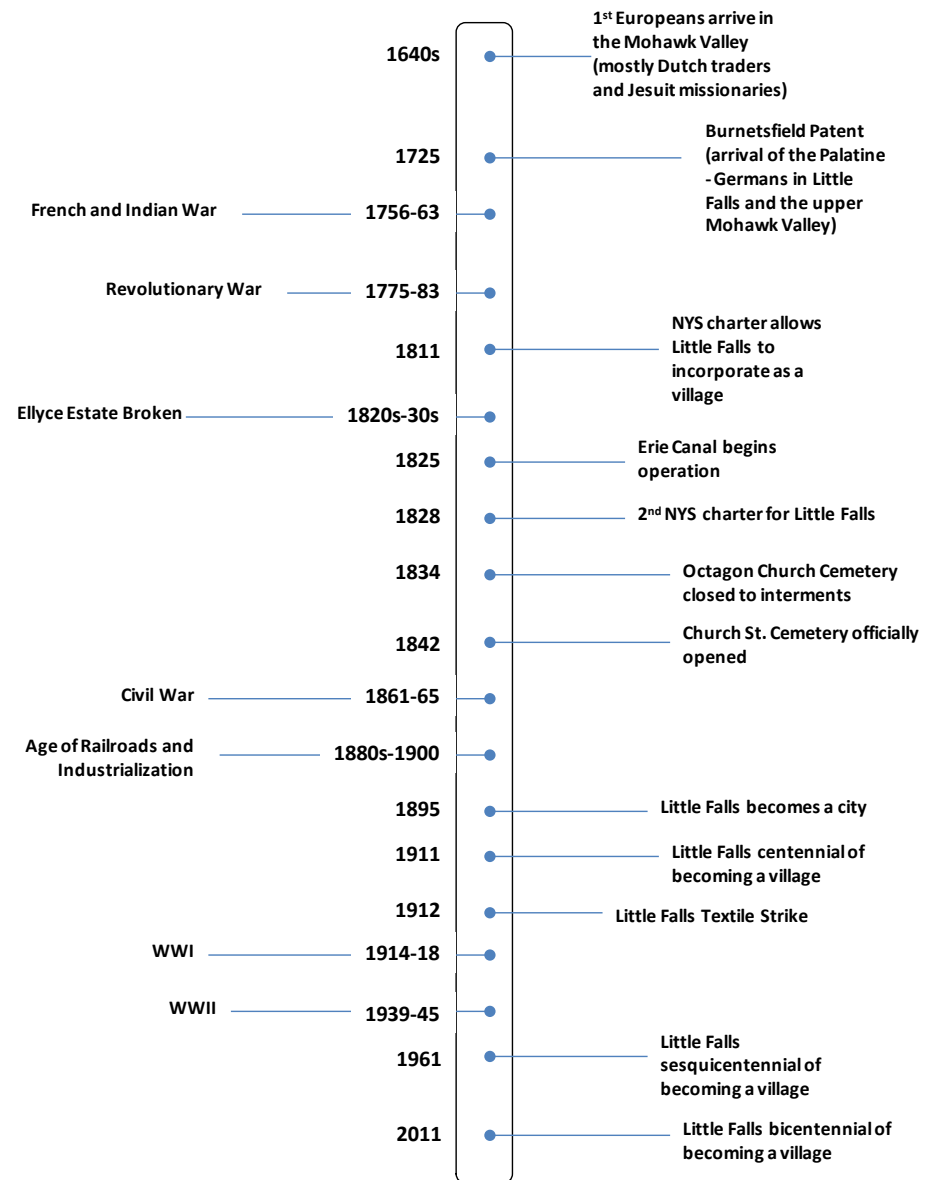 1640s
1st Europeans arrive in
the Mohawk Valley
(mostly Dutch traders
and Jesuit missionaries)
1725
Burnetsfield Patent
(arrival of the Palatine
-Germans in Little
Falls and the upper
Mohawk Valley)
French and Indian War
1756-63
Revolutionary War
1775-83
1811
NYS charter allows
Little Falls to
incorporate as a
village
Ellyce Estate Broken
1820s-30s
1825
Erie Canal begins
operation
1828
2nd NYS charter for Little Falls
1834
Octagon Church Cemetery
closed to interments
1842
Church St. Cemetery officially
opened
Civil War
1861-65
Age of Railroads and
Industrialization
1880s-1900
1895
Little Falls becomes a city
1911
Little Falls centennial of
becoming a village
1912
Little Falls Textile Strike
WWI
1914-18
WWII
1939-45
1961
Little Falls
sesquicentennial of
becoming a village
2011
Little Falls bicentennial of
becoming a village